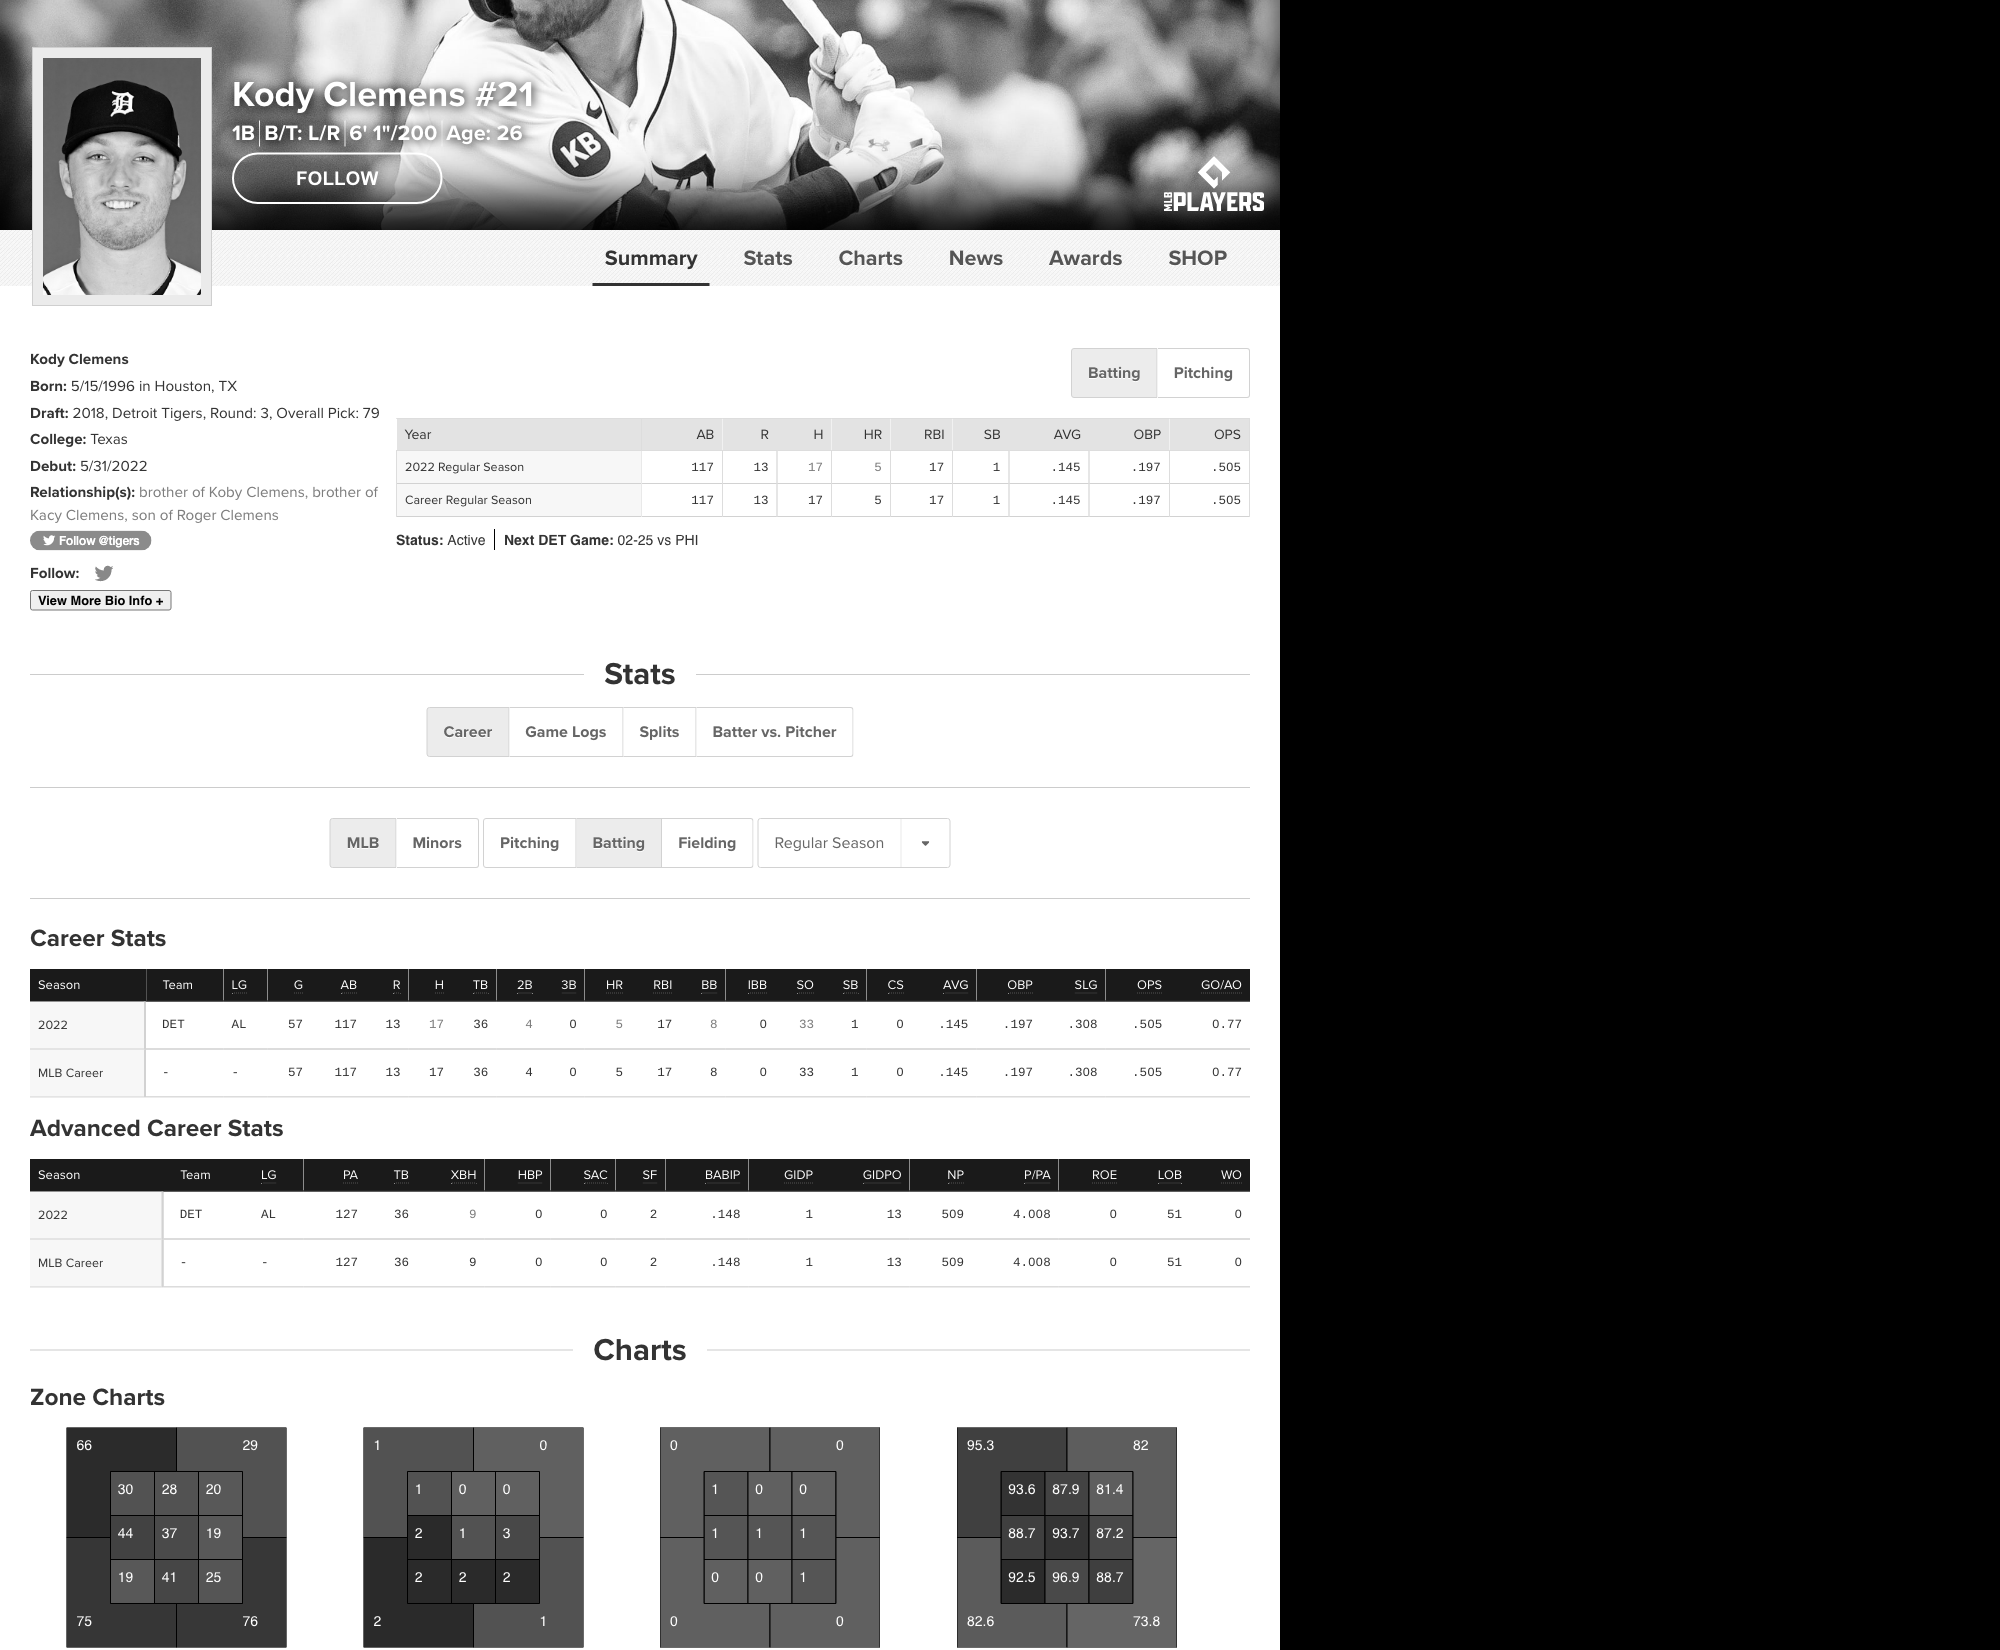 Kody Clemens #21
1B B/T: L/R 6' 1"/200 Age: 26
KB
FOLLOW
MLB PLAYERS
Summary Stats Charts News Awards SHOP
Kody Clemens
Born: 5/15/1996 in Houston, TX
Draft: 2018, Detroit Tigers, Round: 3, Overall Pick: 79
College: Texas
Debut: 5/31/2022
Relationship(s): brother of Koby Clemens, brother of
Kacy Clemens, son of Roger Clemens
Follow @tigers
Follow:
View More Bio Info +
Batting Pitching
Year AB R H HR RBI SB AVG OBP OPS
2022 Regular Season 117 13 17 5 17 1 .145 .197 .505
Career Regular Season 117 13 17 5 17 1 .145 .197 .505
Status: Active Next DET Game: 02-25 vs PHI
Stats
Career Game Logs Splits Batter vs. Pitcher
MLB Minors Pitching Batting Fielding Regular Season
Career Stats
Season Team LG G AB R H TB 2B 3B HR RBI BB IBB SO SB CS AVG OBP SLG OPS GO/AO
2022 DET AL 57 117 13 17 36 4 0 5 17 8 0 33 1 0 .145 .197 .308 .505 0.77
MLB Career - - 57 117 13 17 36 4 0 5 17 8 0 33 1 0 .145 .197 .308 .505 0.77
Advanced Career Stats
Season Team LG PA TB XBH HBP SAC SF BABIP GIDP GIDPO NP P/PA ROE LOB WO
2022 DET AL 127 36 9 0 0 2 .148 1 13 509 4.008 0 51 0
MLB Career - - 127 36 9 0 0 2 .148 1 13 509 4.008 0 51 0
Charts
Zone Charts
66 29 1 0 0 0 95.3 82
30 28 20 1 0 0 1 0 0 93.6 87.9 81.4
44 37 19 2 1 3 1 1 1 88.7 93.7 87.2
19 41 25 2 2 2 0 0 1 92.5 96.9 88.7
75 76 2 1 0 0 82.6 73.8